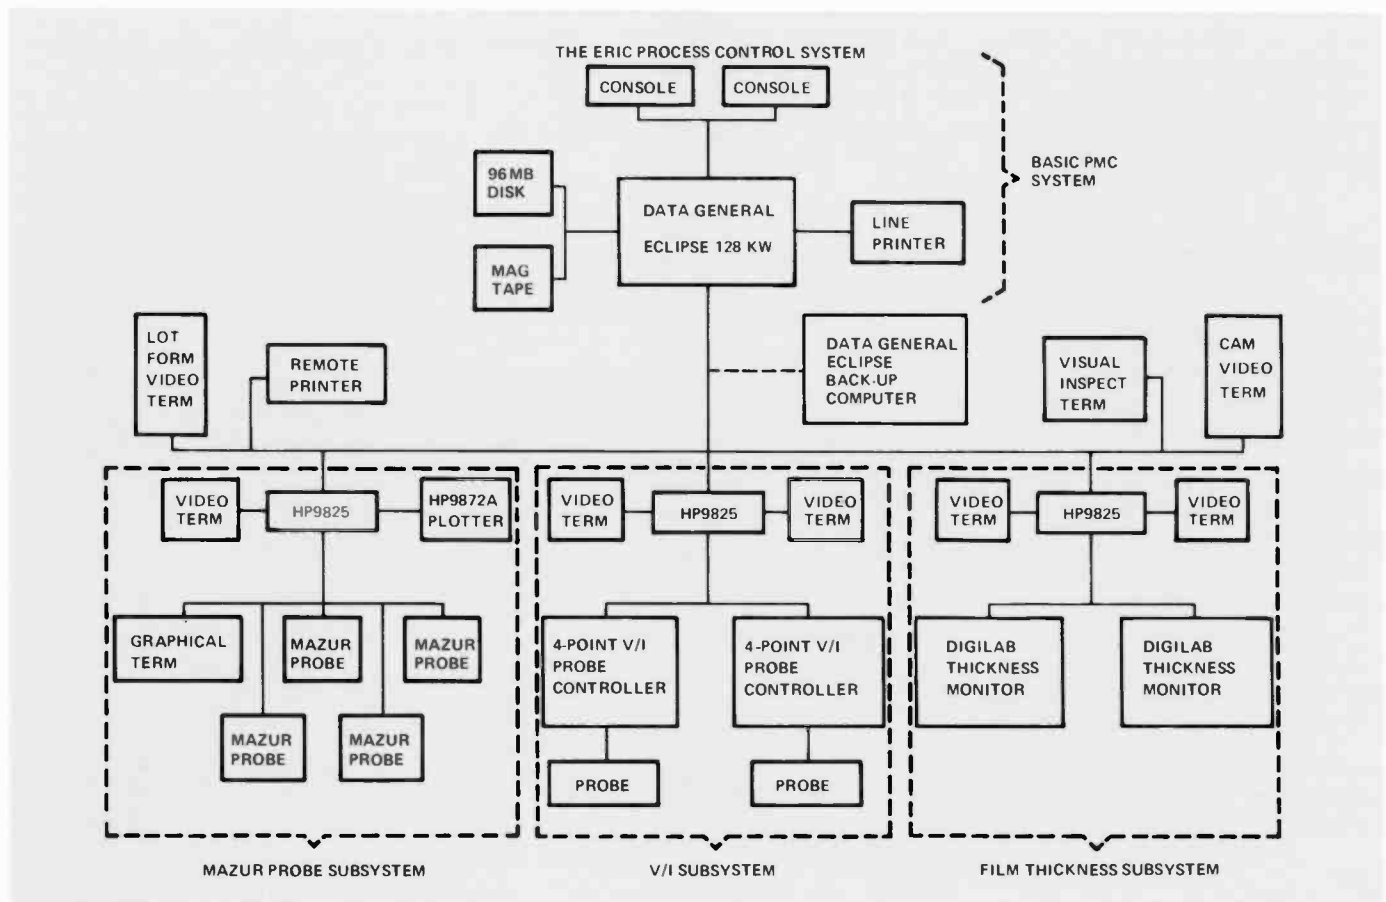 THE ERIC PROCESS CONTROL SYSTEM
CONSOLE
CONSOLE
96MB
DISK
DATA GENERAL
ECLIPSE 128 KW
MAG
TAPE
LINE
PRINTER
BASIC PMC
SYSTEM
LOT
FORM
VIDEO
TERM
REMOTE
PRINTER
DATA GENERAL
ECLIPSE
BACK-UP
COMPUTER
VISUAL
INSPECT
TERM
CAM
VIDEO
TERM
VIDEO
TERM
HP9825
HP9872A
PLOTTER
VIDEO
TERM
HP9825
VIDEO
TERM
VIDEO
TERM
HP9825
VIDEO
TERM
GRAPHICAL
TERM
MAZUR
PROBE
MAZUR
PROBE
MAZUR
PROBE
MAZUR
PROBE
4-POINT V/I
PROBE
CONTROLLER
4-POINT V/I
PROBE
CONTROLLER
PROBE
PROBE
DIGILAB
THICKNESS
MONITOR
DIGILAB
THICKNESS
MONITOR
MAZUR PROBE SUBSYSTEM
V/I SUBSYSTEM
FILM THICKNESS SUBSYSTEM